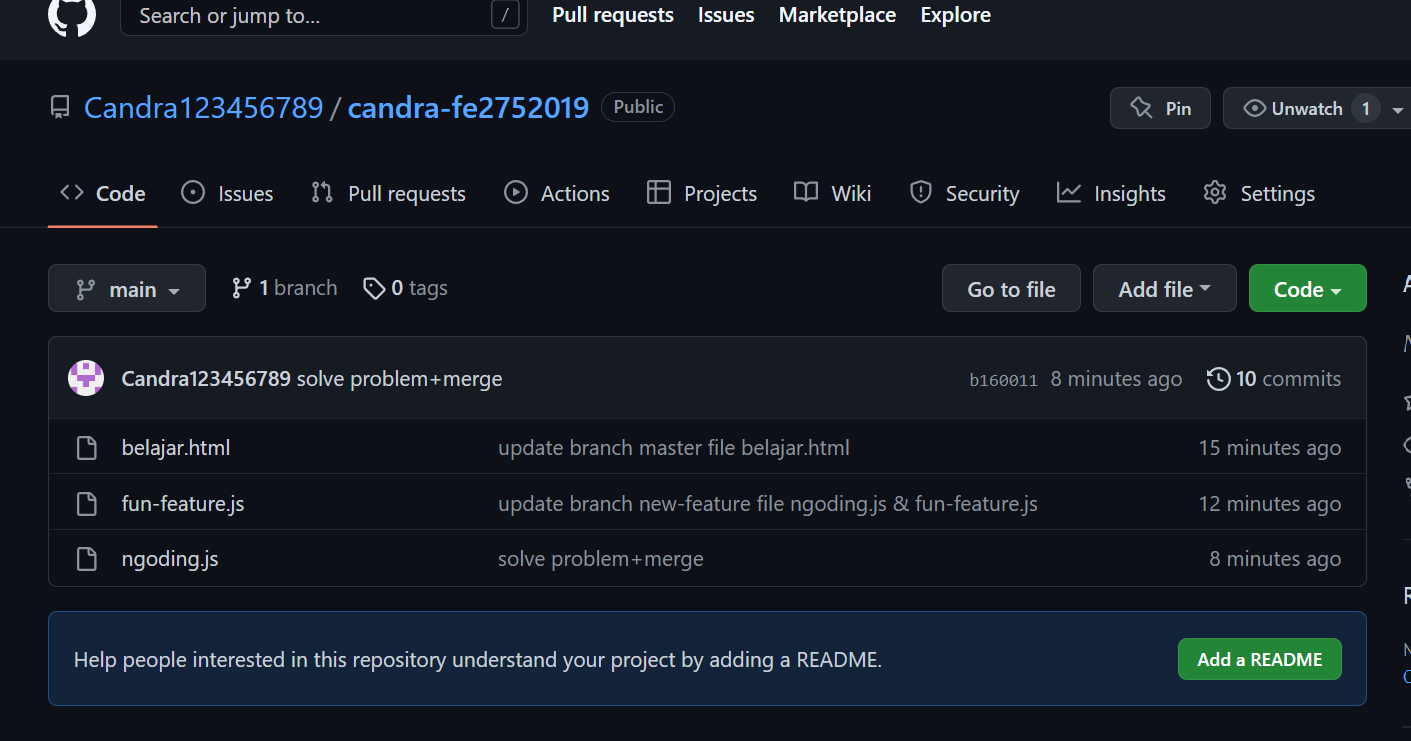 Search or jump to... / Pull requests Issues Marketplace Explore
Candra123456789 / candra-fe2752019 Public Pin Unwatch 1
Code Issues Pull requests Actions Projects Wiki Security Insights Settings
main 1 branch 0 tags Go to file Add file Code
Candra123456789 solve problem+merge b160011 8 minutes ago 10 commits
belajar.html update branch master file belajar.html 15 minutes ago
fun-feature.js update branch new-feature file ngoding.js & fun-feature.js 12 minutes ago
ngoding.js solve problem+merge 8 minutes ago
Help people interested in this repository understand your project by adding a README. Add a README